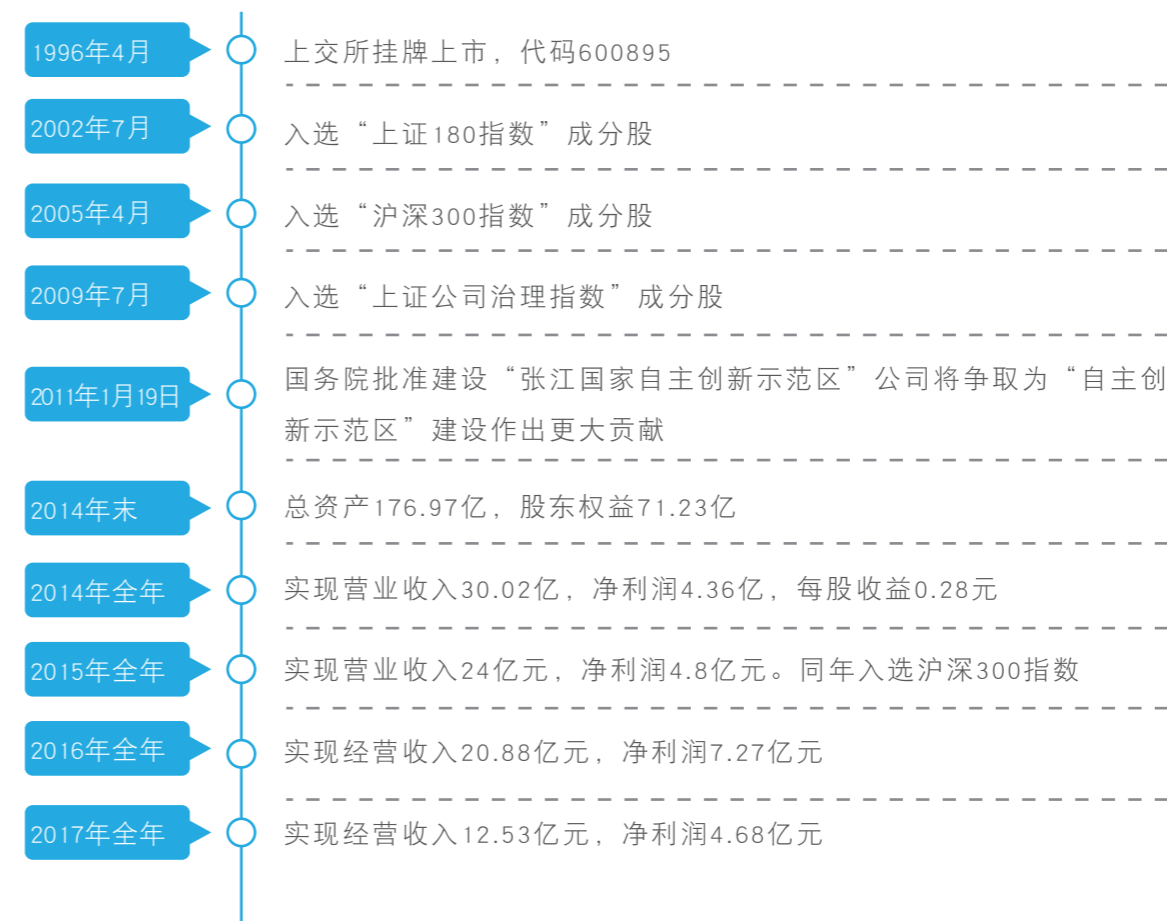 1996年4月
上交所挂牌上市，代码600895
2002年7月
入选“上证180指数”成分股
2005年4月
入选“沪深300指数”成分股
2009年7月
入选“上证公司治理指数”成分股
2011年1月19日
国务院批准建设“张江国家自主创新示范区”公司将争取为“自主创
新示范区”建设作出更大贡献
2014年末
总资产176.97亿，股东权益71.23亿
2014年全年
实现营业收入30.02亿，净利润4.36亿，每股收益0.28元
2015年全年
实现营业收入24亿元，净利润4.8亿元。同年入选沪深300指数
2016年全年
实现经营收入20.88亿元，净利润7.27亿元
2017年全年
实现经营收入12.53亿元，净利润4.68亿元